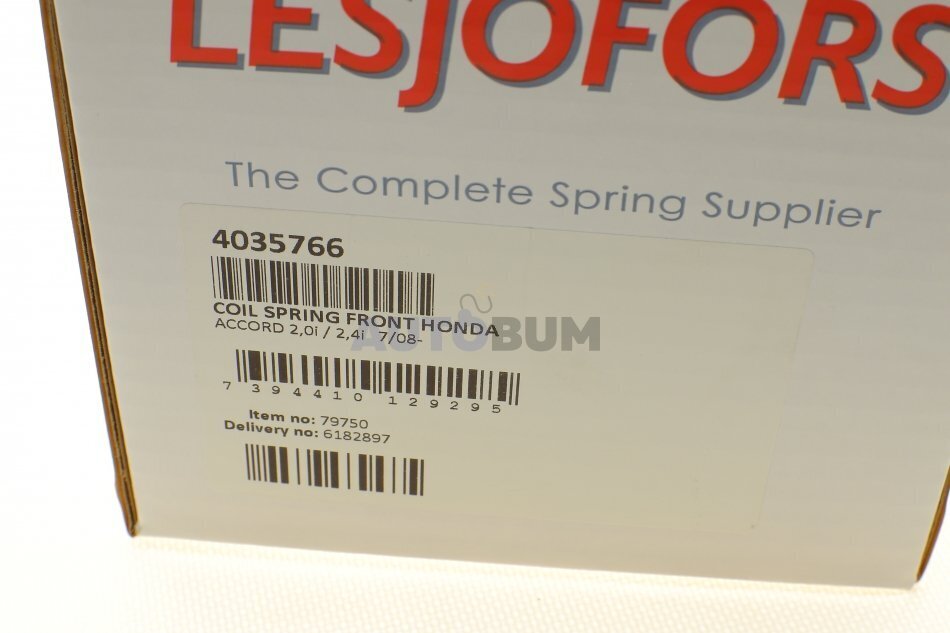 LESJOFORS
The Complete Spring Supplier
4035766
COIL SPRING FRONT HONDA
ACCORD 2,0i / 2,4i 7/08-
AUTOBUM
7 394410 129295
Item no: 79750
Delivery no: 6182897